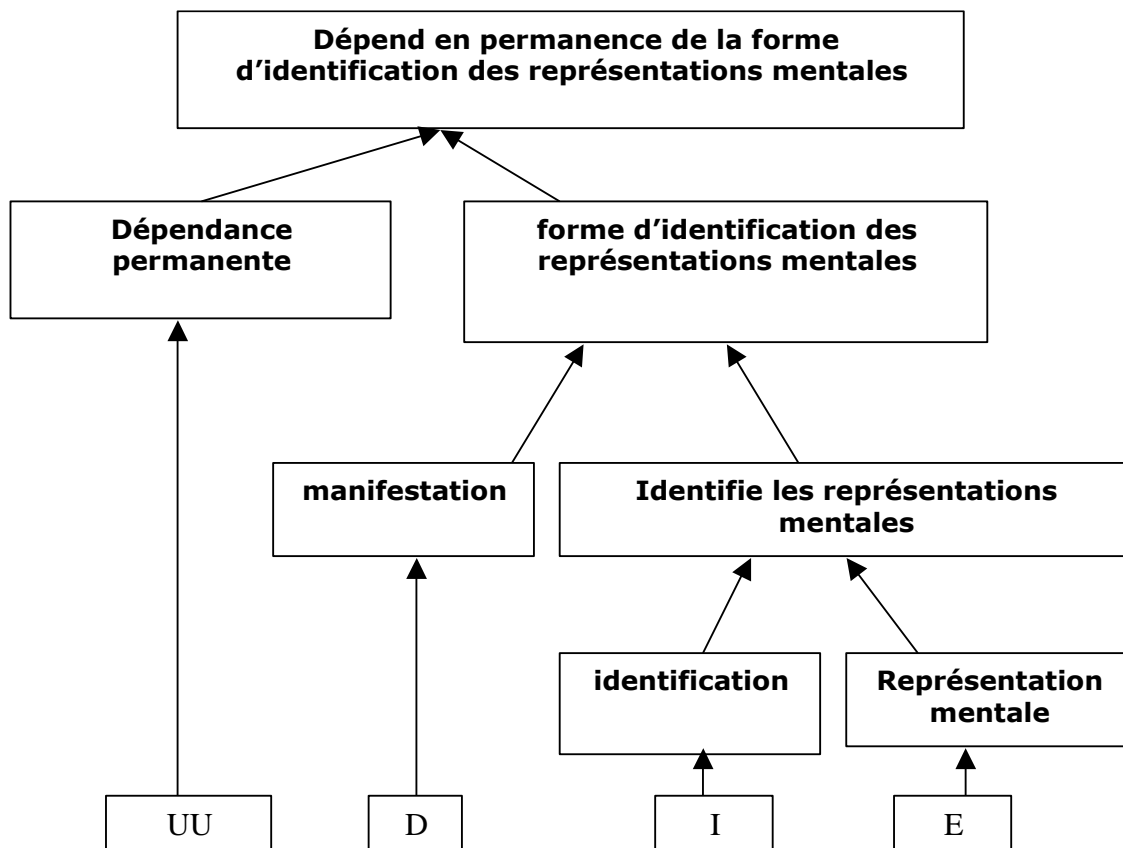 Dépend en permanence de la forme
d’identification des représentations mentales
Dépendance
permanente
forme d’identification des
représentations mentales
manifestation
Identifie les représentations
mentales
identification
Représentation
mentale
UU
D
I
E